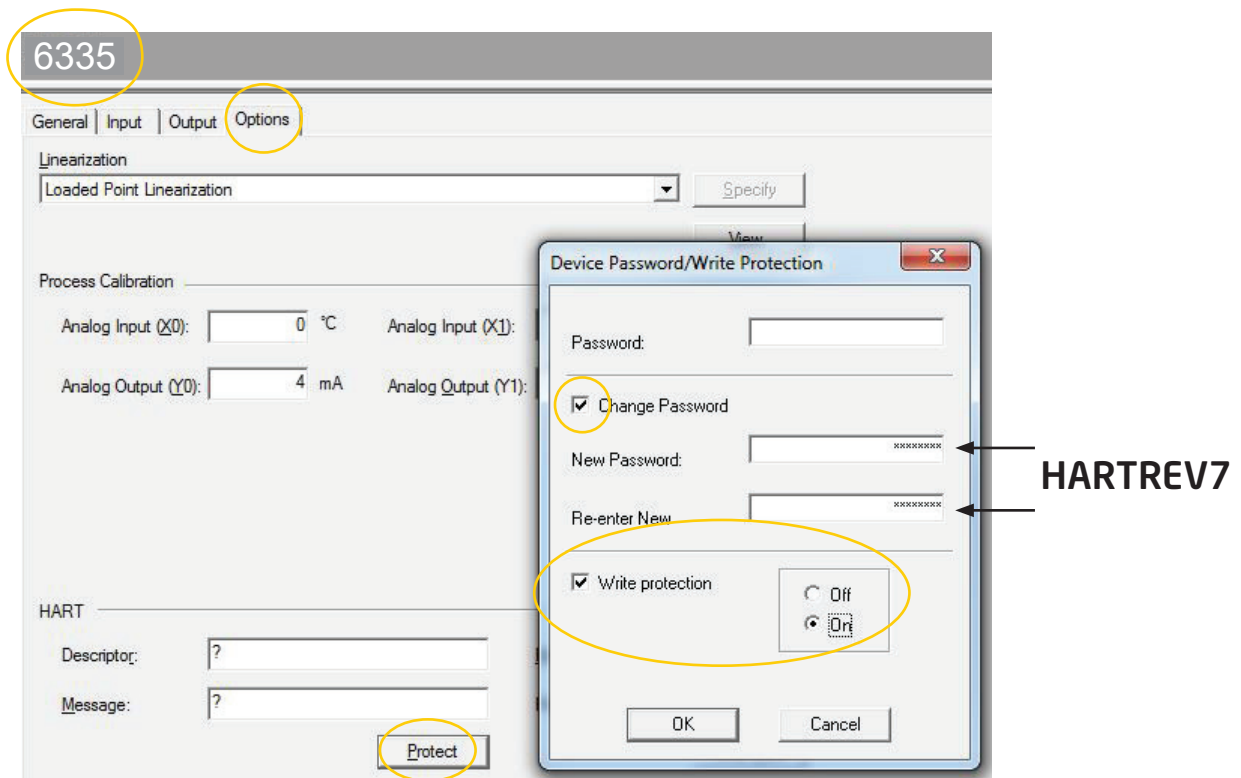 6335
General Input Output Options
Linearization
Loaded Point Linearization Specify
View
Device Password/Write Protection
Process Calibration
Analog Input (X0): 0 °C Analog Input (X1):
Password:
Analog Output (Y0): 4 mA Analog Output (Y1):
Change Password
New Password: ********
HARTREV7
Re-enter New ********
Write protection
Off
On
HART
Descriptor: ?
Message: ?
OK Cancel
Protect